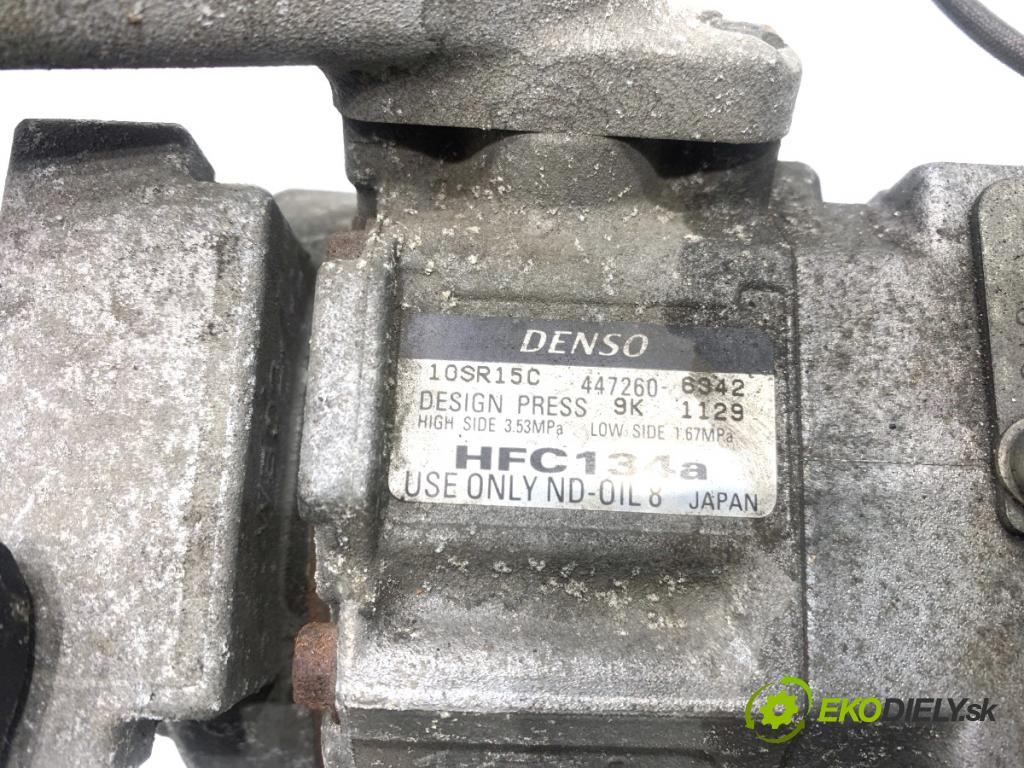 DENSO
10SR15C 447260-6342
DESIGN PRESS 9K 1129
HIGH SIDE 3.53MPa LOW SIDE 1.67MPa
HFC134a
USE ONLY ND-OIL 8 JAPAN
EKODIELY.sk